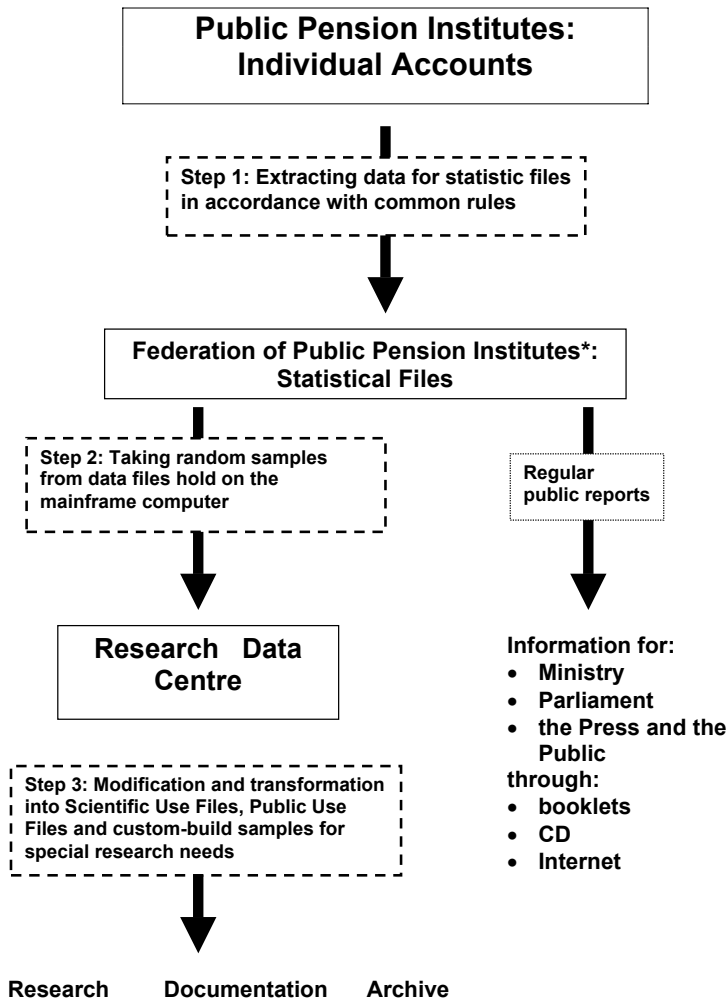 Public Pension Institutes:
Individual Accounts
Step 1: Extracting data for statistic files
in accordance with common rules
Federation of Public Pension Institutes*:
Statistical Files
Step 2: Taking random samples
from data files hold on the
mainframe computer
Regular
public reports
Research Data
Centre
Information for:
• Ministry
• Parliament
• the Press and the
Public
through:
• booklets
• CD
• Internet
Step 3: Modification and transformation
into Scientific Use Files, Public Use
Files and custom-build samples for
special research needs
Research Documentation Archive